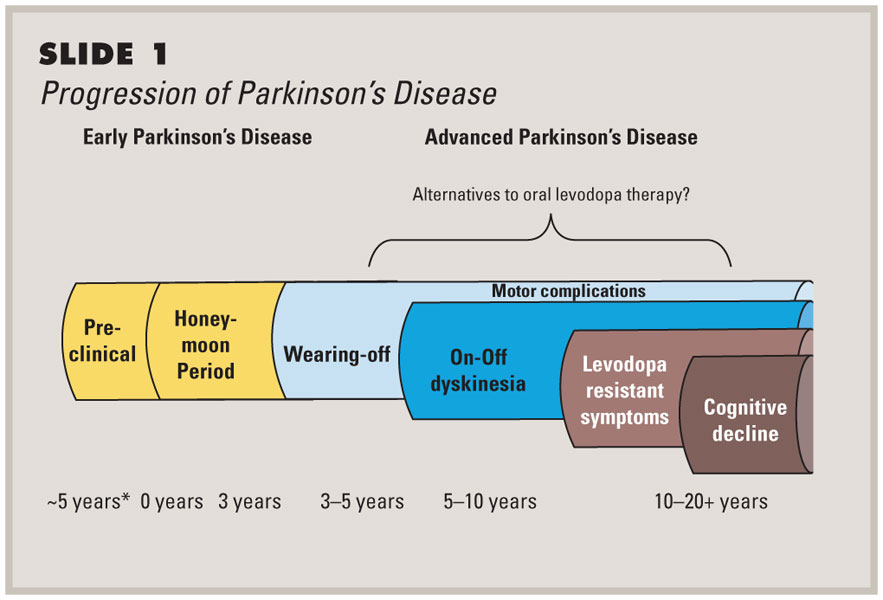 SLIDE 1
Progression of Parkinson's Disease
Early Parkinson's Disease
Advanced Parkinson's Disease
Alternatives to oral levodopa therapy?
Motor complications
Pre-
clinical
Honey-
moon
Period
Wearing-off
On-Off
dyskinesia
Levodopa
resistant
symptoms
Cognitive
decline
~5 years* 0 years 3 years 3–5 years 5–10 years 10–20+ years